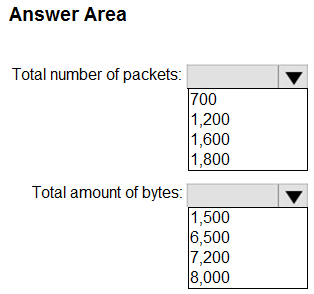 Answer Area
Total number of packets:
700
1,200
1,600
1,800
Total amount of bytes:
1,500
6,500
7,200
8,000